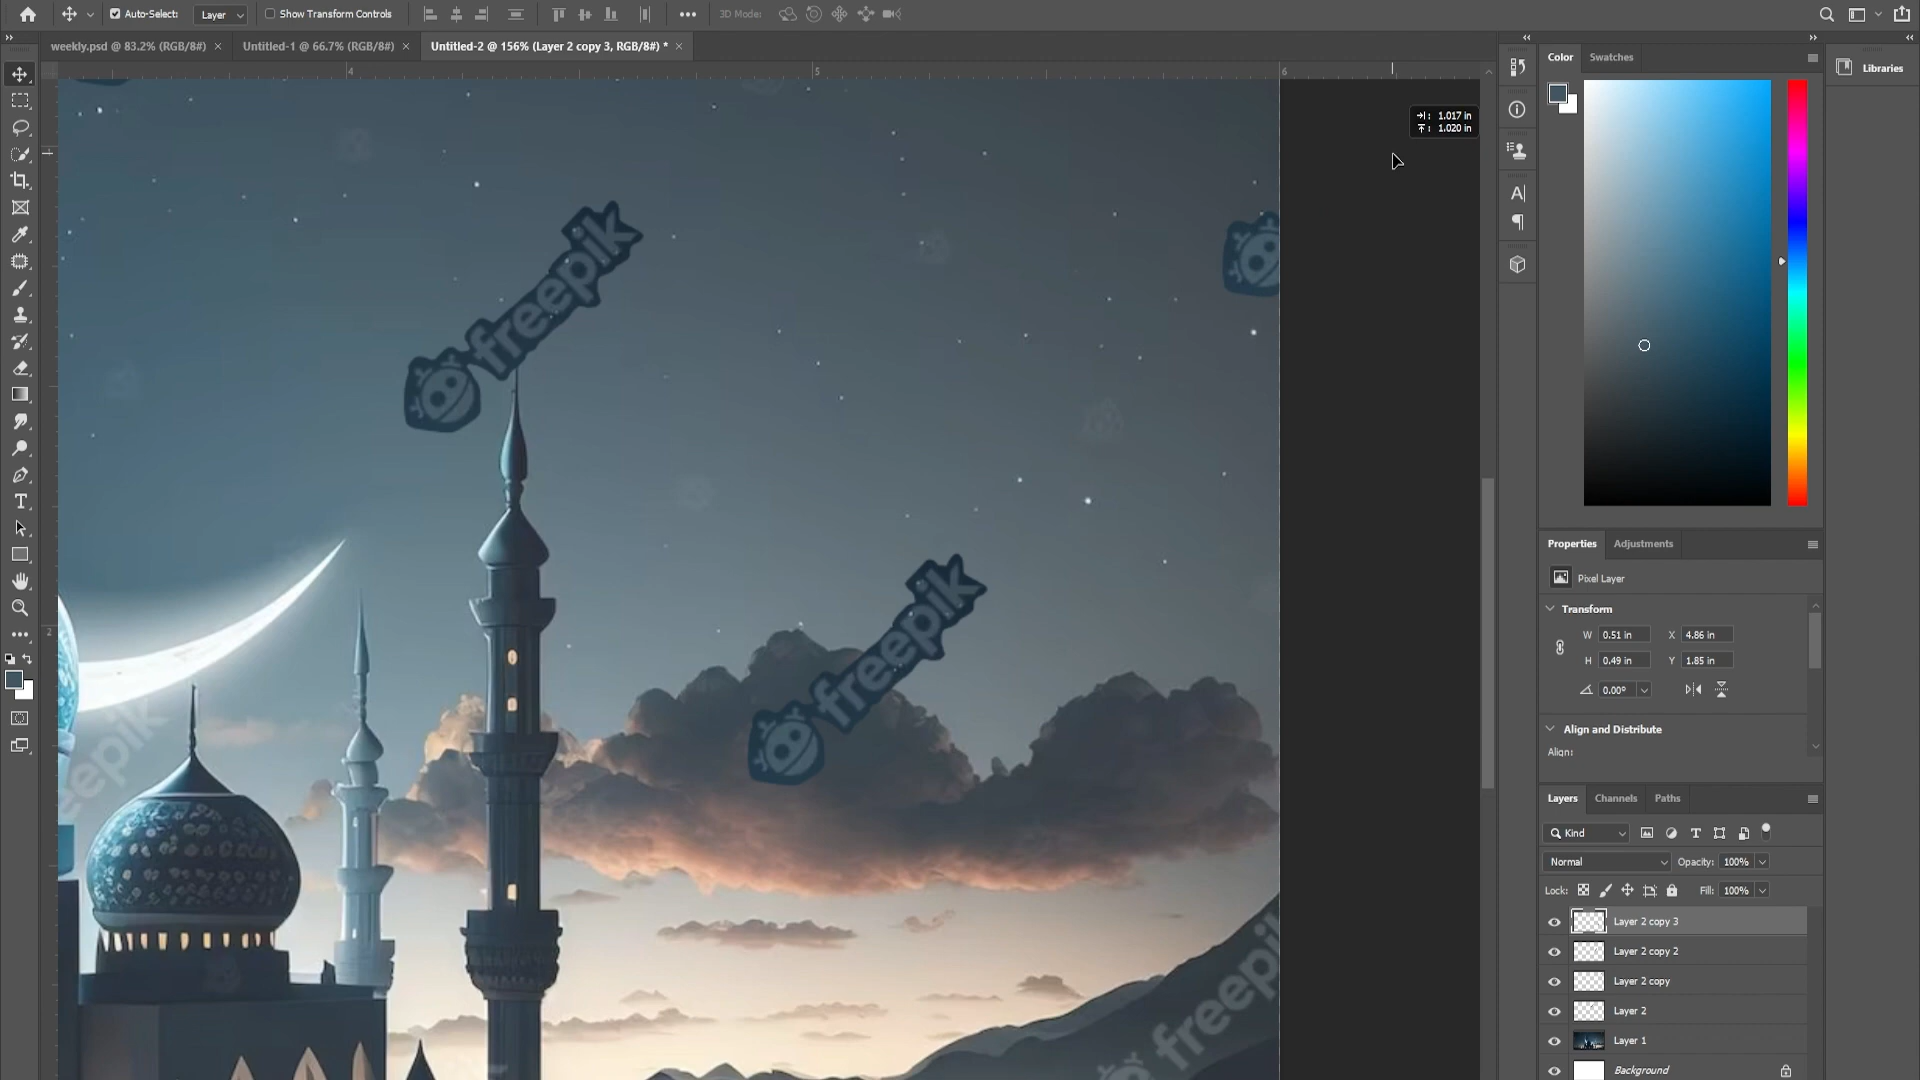 Auto-Select: Layer Show Transform Controls 3D Mode:
weekly.psd @ 83.2% (RGB/8#) × Untitled-1 @ 66.7% (RGB/8#) × Untitled-2 @ 156% (Layer 2 copy 3, RGB/8#) * ×
4 5 6
2
1.017 in
1.020 in
freepik
freepik
freepik
freepik
Color Swatches
Libraries
Properties Adjustments
Pixel Layer
Transform
W 0.51 in X 4.86 in
H 0.49 in Y 1.85 in
0.00°
Align and Distribute
Align:
Layers Channels Paths
Kind
Normal Opacity: 100%
Lock: Fill: 100%
Layer 2 copy 3
Layer 2 copy 2
Layer 2 copy
Layer 2
Layer 1
Background